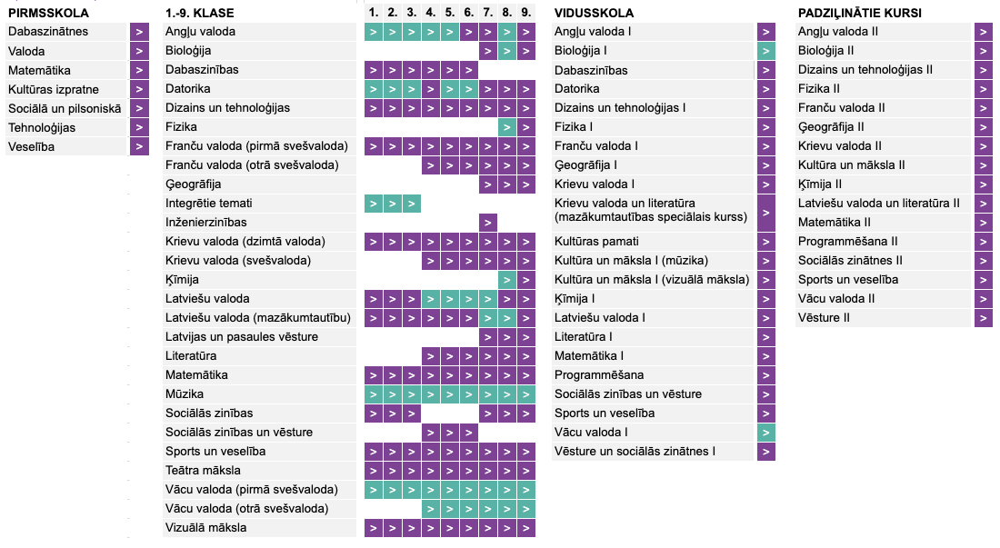 PIRMSSKOLA
Dabaszinātnes >
Valoda >
Matemātika >
Kultūras izpratne >
Sociālā un pilsoniskā >
Tehnoloģijas >
Veselība >
1.-9. KLASE 1. 2. 3. 4. 5. 6. 7. 8. 9.
Angļu valoda > > > > > > > > >
Bioloģija > > >
Dabaszinības > > > > > >
Datorika > > > > > > > > >
Dizains un tehnoloģijas > > > > > > > > >
Fizika > >
Franču valoda (pirmā svešvaloda) > > > > > > > > >
Franču valoda (otrā svešvaloda) > > > > > >
Ģeogrāfija > > >
Integrētie temati > > >
Inženierzinības >
Krievu valoda (dzimtā valoda) > > > > > > > > >
Krievu valoda (svešvaloda) > > > > > >
Ķīmija > >
Latviešu valoda > > > > > > > > >
Latviešu valoda (mazākumtautību) > > > > > > > > >
Latvijas un pasaules vēsture > > >
Literatūra > > > > > >
Matemātika > > > > > > > > >
Mūzika > > > > > > > > >
Sociālās zinības > > > > > >
Sociālās zinības un vēsture > > >
Sports un veselība > > > > > > > > >
Teātra māksla > > > > > > > > >
Vācu valoda (pirmā svešvaloda) > > > > > > > > >
Vācu valoda (otrā svešvaloda) > > > > > >
Vizuālā māksla > > > > > > > > >
VIDUSSKOLA
Angļu valoda I >
Bioloģija I >
Dabaszinības >
Datorika >
Dizains un tehnoloģijas I >
Fizika I >
Franču valoda I >
Ģeogrāfija I >
Krievu valoda I >
Krievu valoda un literatūra
(mazākumtautības speciālais kurss) >
Kultūras pamati >
Kultūra un māksla I (mūzika) >
Kultūra un māksla I (vizuālā māksla) >
Ķīmija I >
Latviešu valoda I >
Literatūra I >
Matemātika I >
Programmēšana >
Sociālās zinības un vēsture >
Sports un veselība >
Vācu valoda I >
Vēsture un sociālās zinātnes I >
PADZIĻINĀTIE KURSI
Angļu valoda II >
Bioloģija II >
Dizains un tehnoloģijas II >
Fizika II >
Franču valoda II >
Ģeogrāfija II >
Krievu valoda II >
Kultūra un māksla II >
Ķīmija II >
Latviešu valoda un literatūra II >
Matemātika II >
Programmēšana II >
Sociālās zinātnes II >
Sports un veselība >
Vācu valoda II >
Vēsture II >